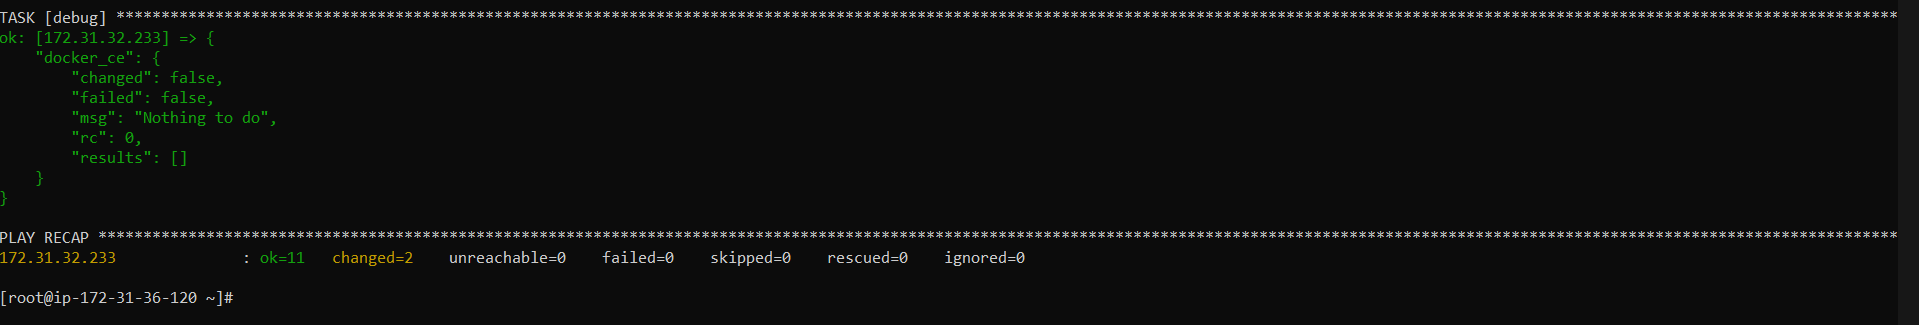 TASK [debug] ******************************************************************************************************************************************************************************************************
ok: [172.31.32.233] => {
    "docker_ce": {
        "changed": false,
        "failed": false,
        "msg": "Nothing to do",
        "rc": 0,
        "results": []
    }
}
PLAY RECAP ********************************************************************************************************************************************************************************************************
172.31.32.233              : ok=11   changed=2    unreachable=0    failed=0    skipped=0    rescued=0    ignored=0
[root@ip-172-31-36-120 ~]#